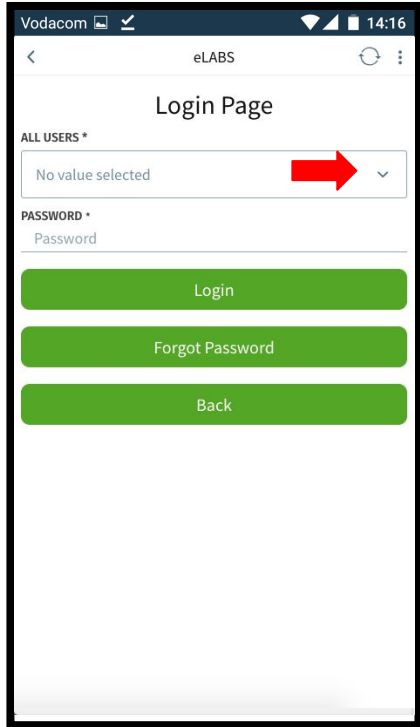 Vodacom 14:16
eLABS
Login Page
ALL USERS *
No value selected
PASSWORD *
Password
Login
Forgot Password
Back